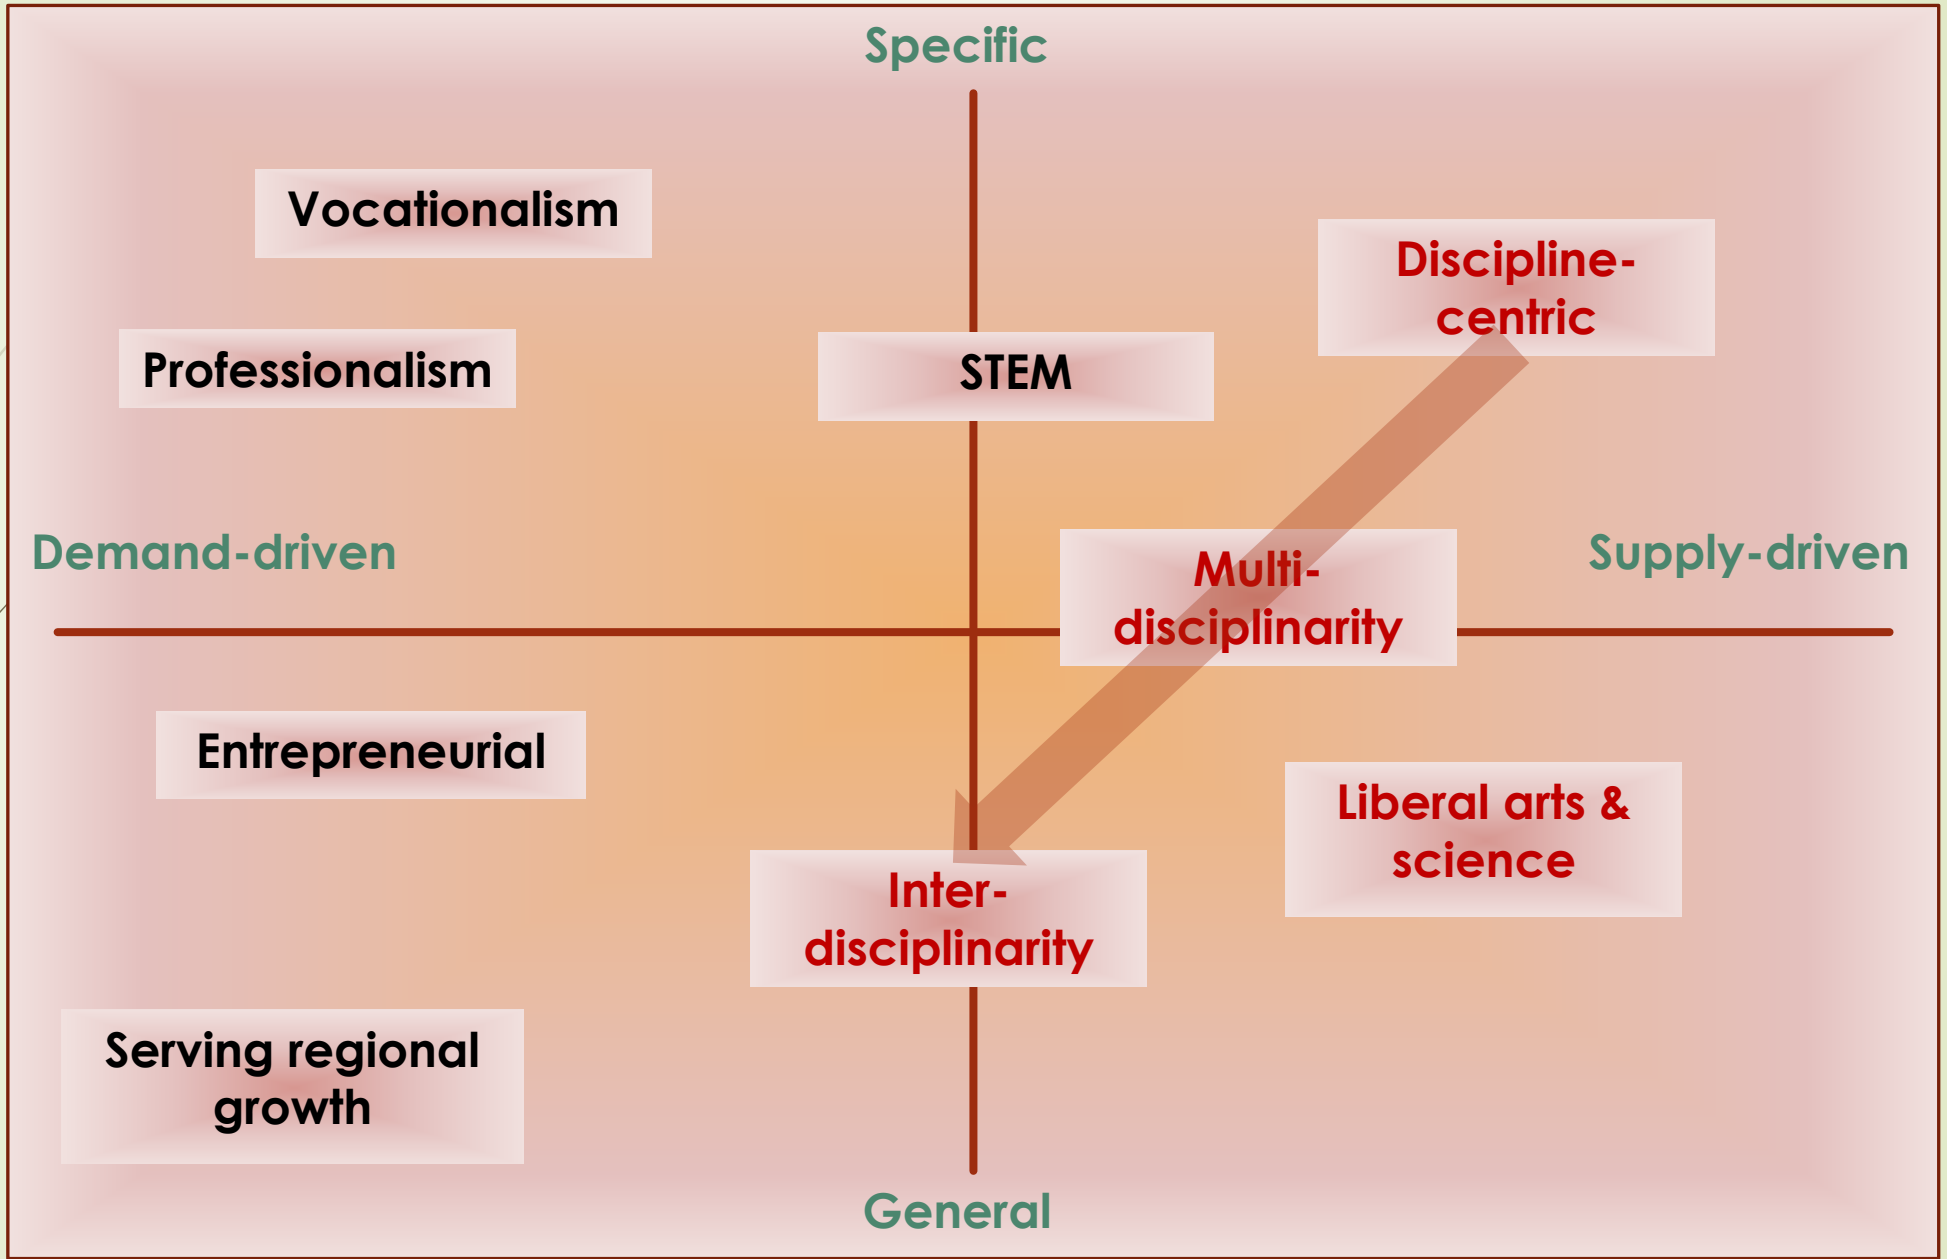 Specific
Vocationalism
Discipline-
centric
Professionalism
STEM
Demand-driven
Multi-
disciplinarity
Supply-driven
Entrepreneurial
Liberal arts &
science
Inter-
disciplinarity
Serving regional
growth
General